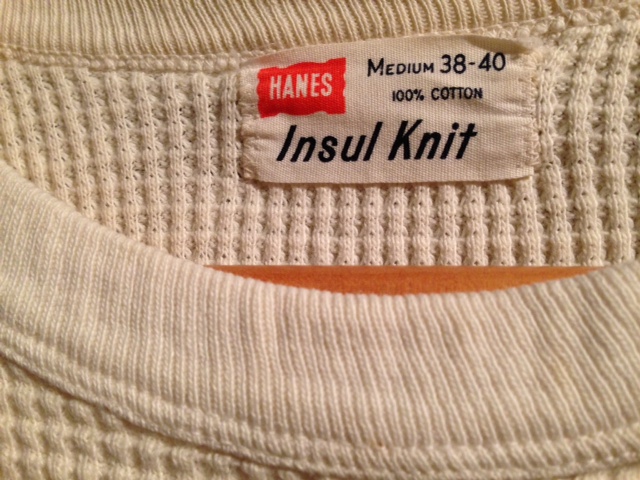 HANES
MEDIUM 38-40
100% COTTON
Insul Knit